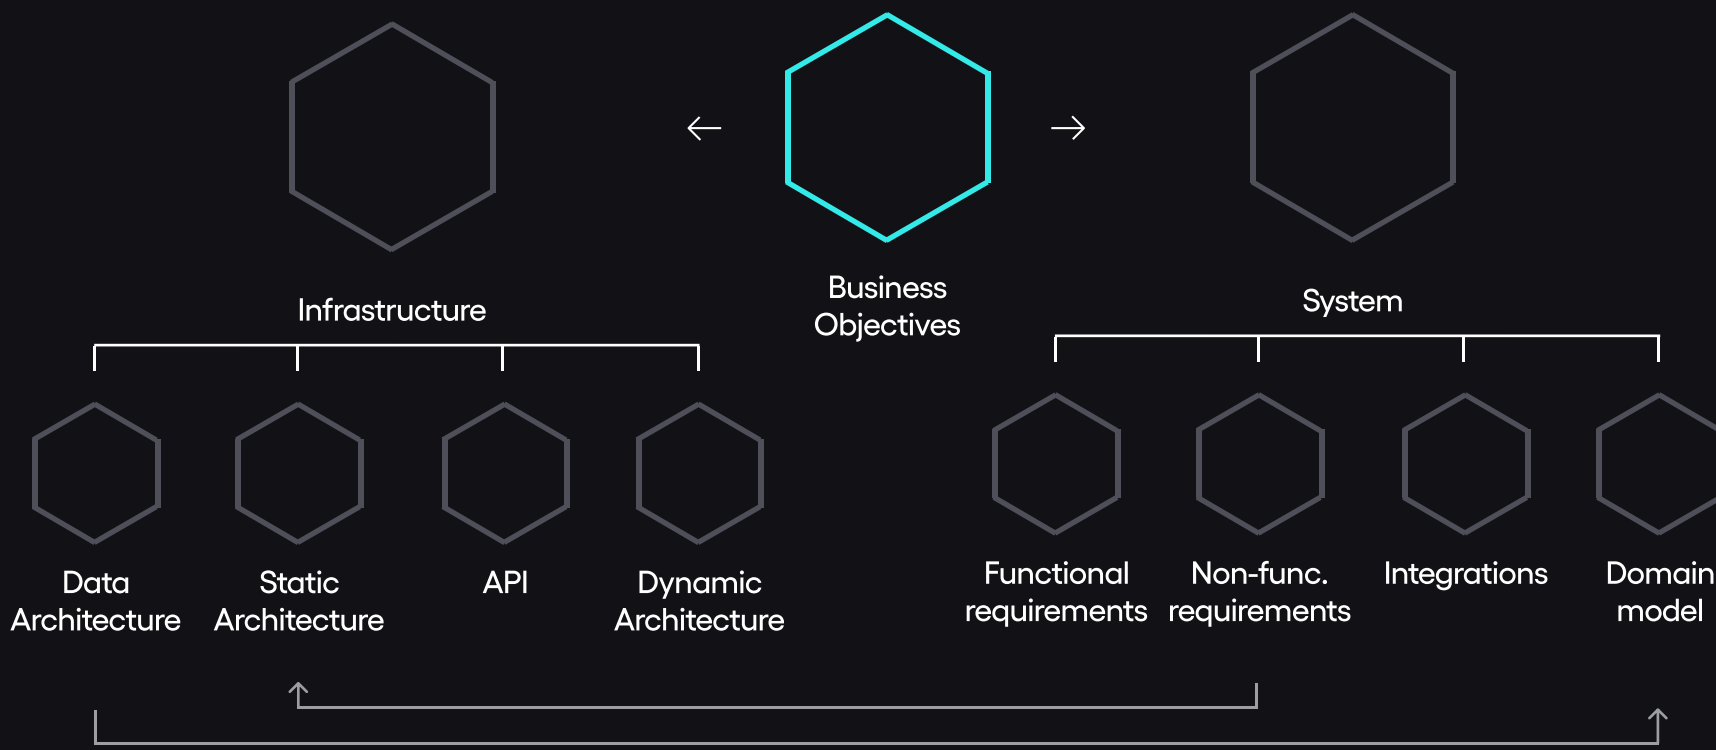 Business
Objectives
Infrastructure
System
Data
Architecture
Static
Architecture
API
Dynamic
Architecture
Functional
requirements
Non-func.
requirements
Integrations
Domain
model